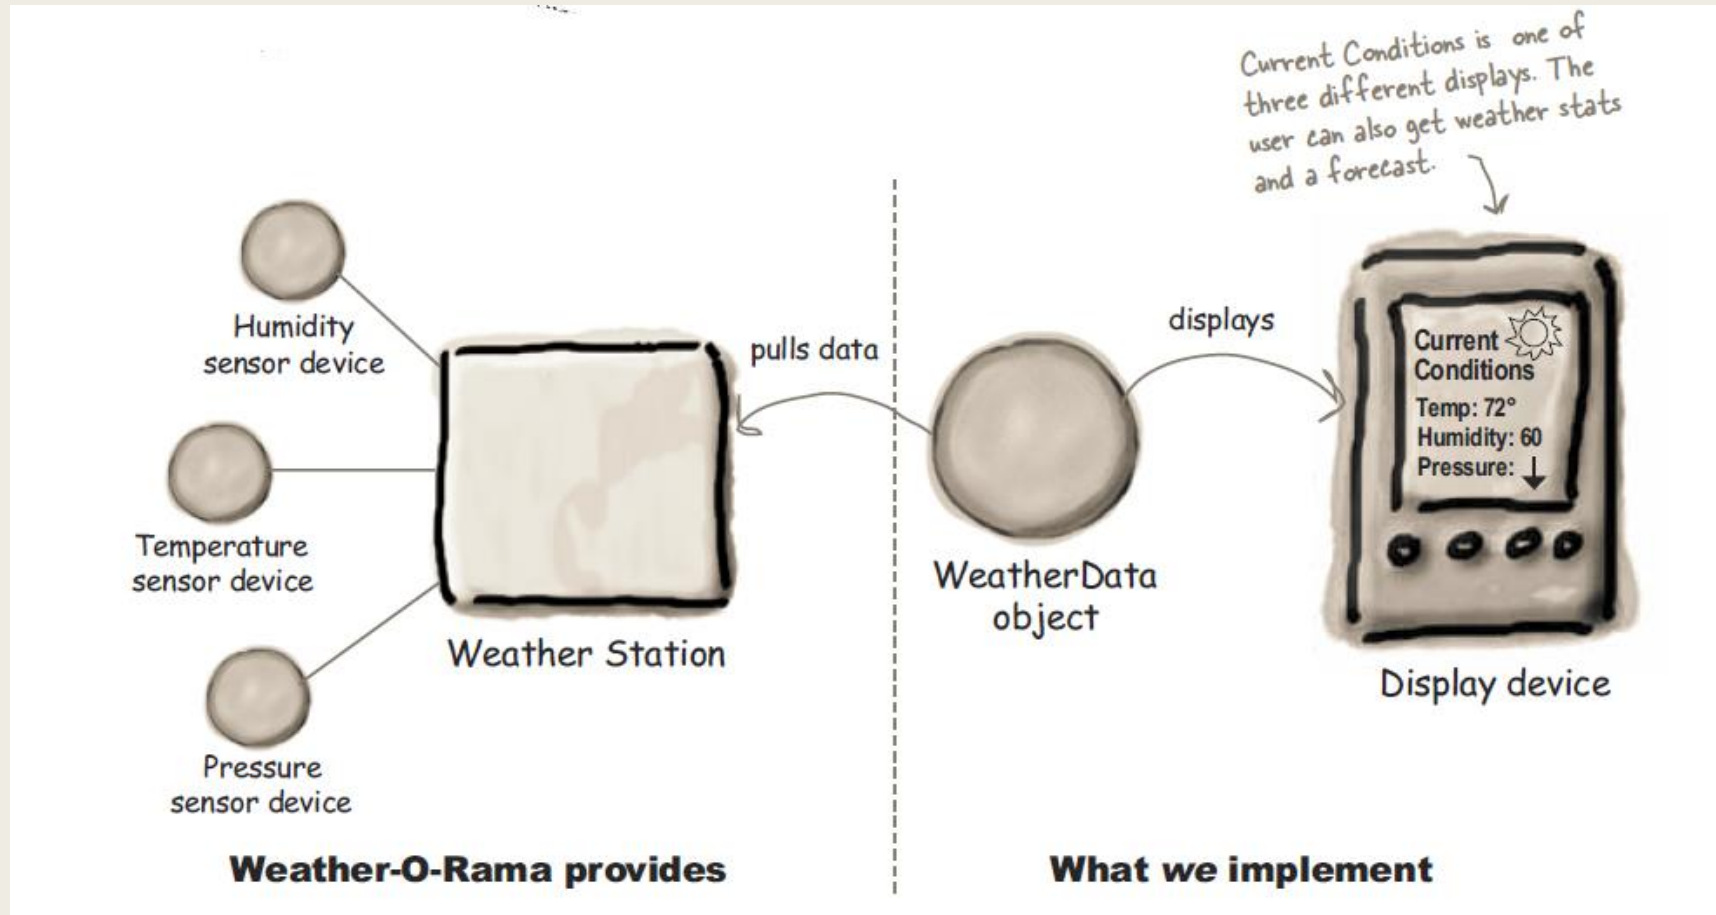 Current Conditions is one of
three different displays. The
user can also get weather stats
and a forecast.
Humidity
sensor device
Temperature
sensor device
Pressure
sensor device
Weather Station
pulls data
WeatherData
object
displays
Current
Conditions
Temp: 72°
Humidity: 60
Pressure:
Display device
Weather-O-Rama provides
What we implement